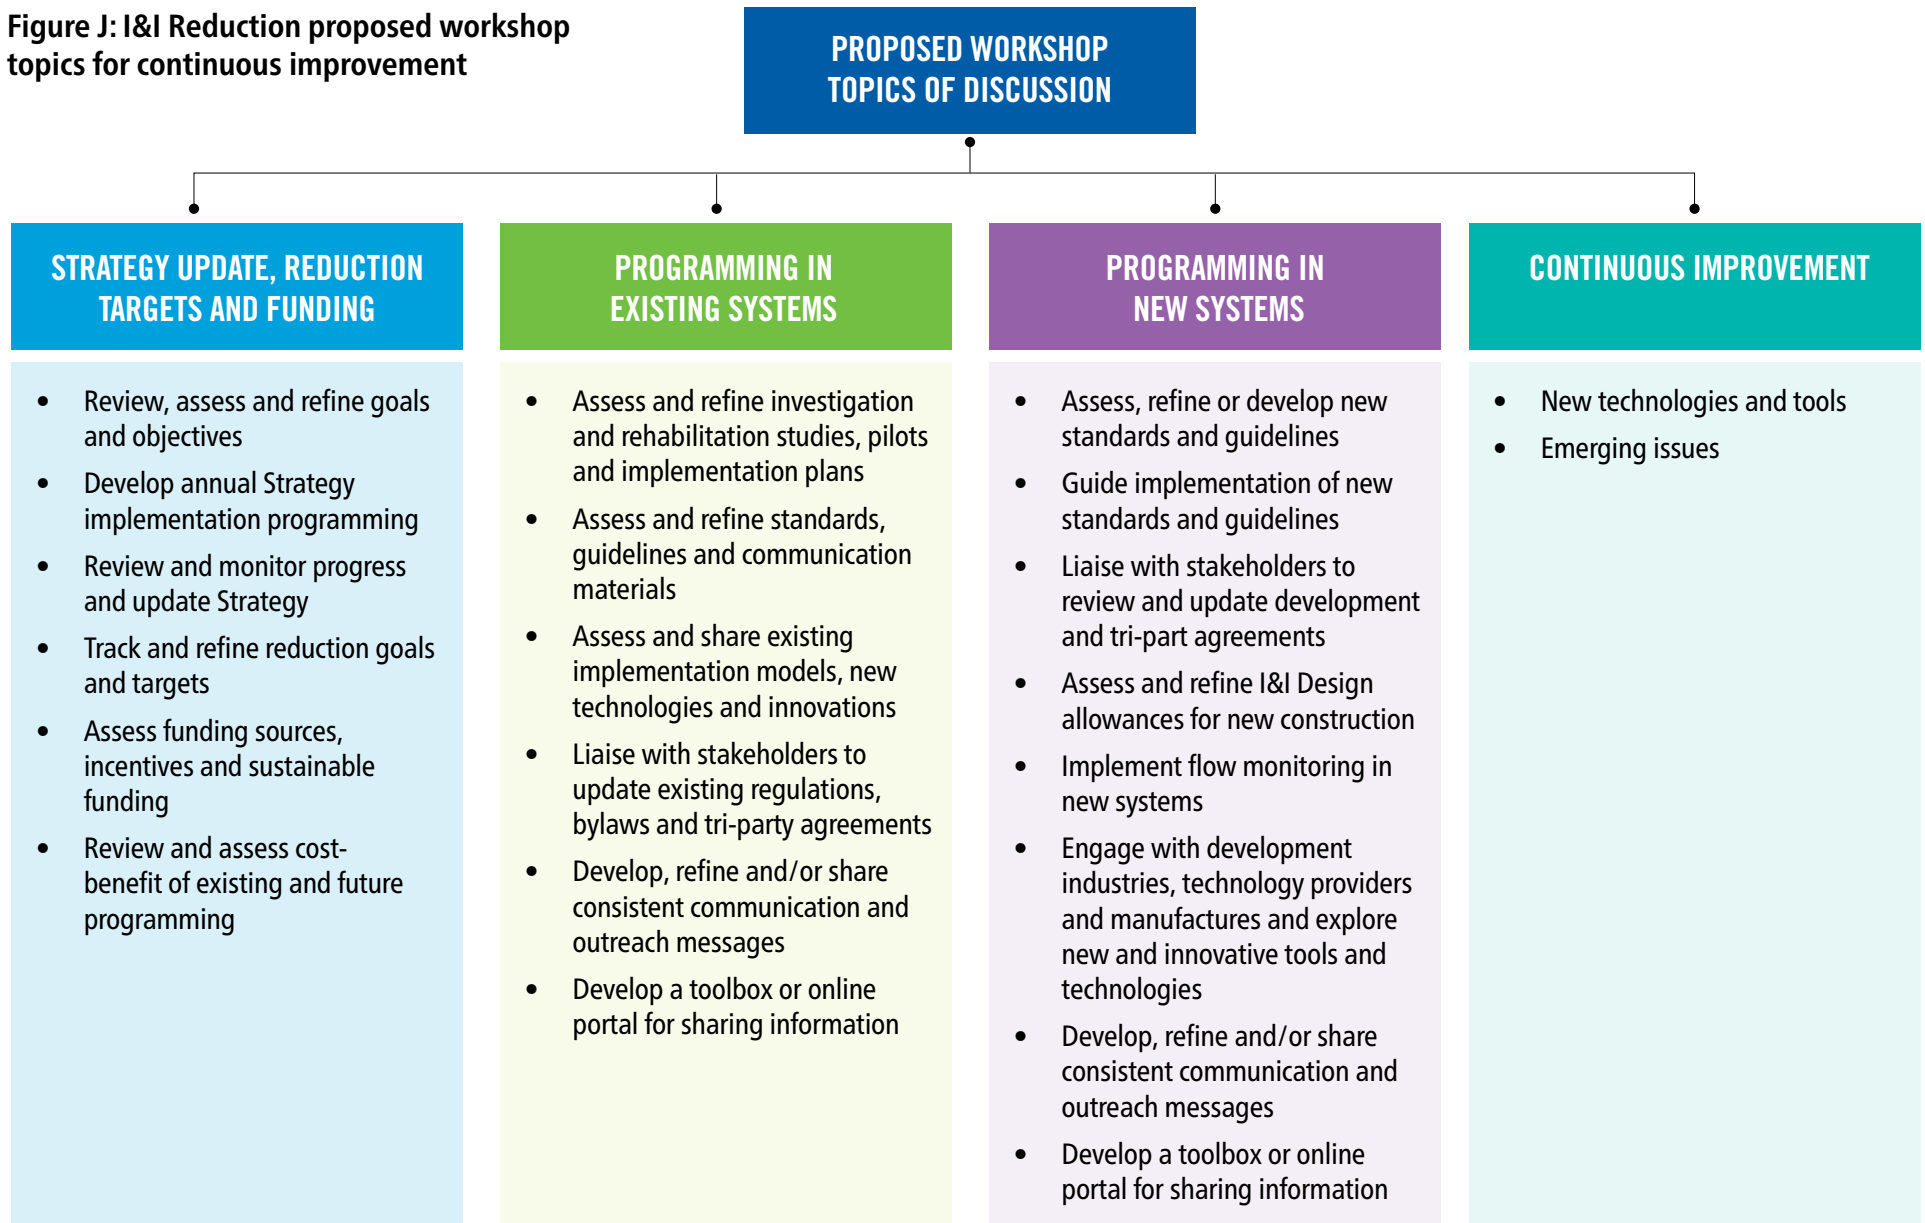 Figure J: I&I Reduction proposed workshop
topics for continuous improvement
PROPOSED WORKSHOP
TOPICS OF DISCUSSION
STRATEGY UPDATE, REDUCTION
TARGETS AND FUNDING
• Review, assess and refine goals
and objectives
• Develop annual Strategy
implementation programming
• Review and monitor progress
and update Strategy
• Track and refine reduction goals
and targets
• Assess funding sources,
incentives and sustainable
funding
• Review and assess cost-
benefit of existing and future
programming
PROGRAMMING IN
EXISTING SYSTEMS
• Assess and refine investigation
and rehabilitation studies, pilots
and implementation plans
• Assess and refine standards,
guidelines and communication
materials
• Assess and share existing
implementation models, new
technologies and innovations
• Liaise with stakeholders to
update existing regulations,
bylaws and tri-party agreements
• Develop, refine and/or share
consistent communication and
outreach messages
• Develop a toolbox or online
portal for sharing information
PROGRAMMING IN
NEW SYSTEMS
• Assess, refine or develop new
standards and guidelines
• Guide implementation of new
standards and guidelines
• Liaise with stakeholders to
review and update development
and tri-part agreements
• Assess and refine I&I Design
allowances for new construction
• Implement flow monitoring in
new systems
• Engage with development
industries, technology providers
and manufactures and explore
new and innovative tools and
technologies
• Develop, refine and/or share
consistent communication and
outreach messages
• Develop a toolbox or online
portal for sharing information
CONTINUOUS IMPROVEMENT
• New technologies and tools
• Emerging issues